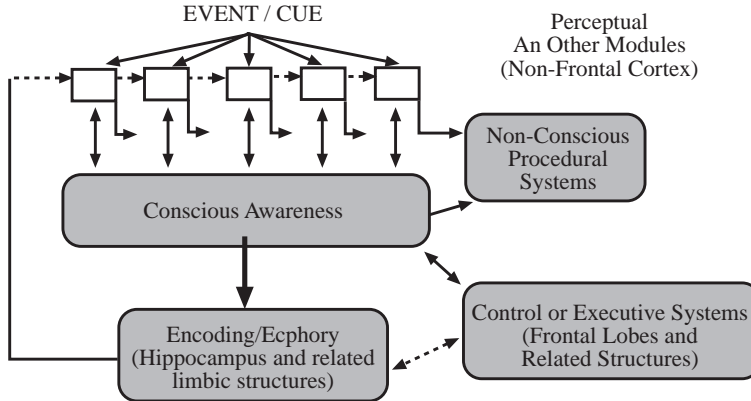 EVENT / CUE
Perceptual
An Other Modules
(Non-Frontal Cortex)
Non-Conscious
Procedural
Systems
Conscious Awareness
Encoding/Ecphory
(Hippocampus and related
limbic structures)
Control or Executive Systems
(Frontal Lobes and
Related Structures)